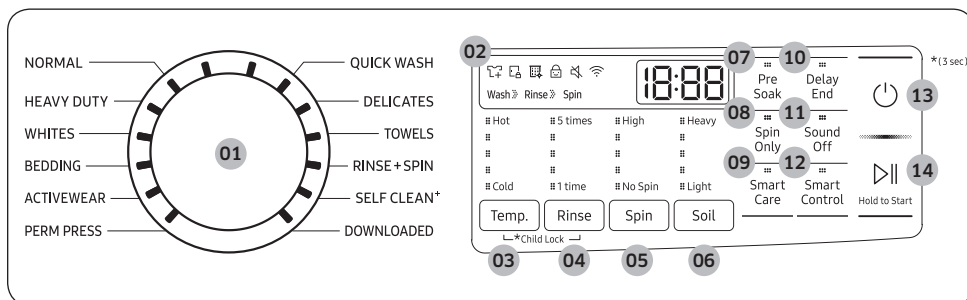 NORMAL
HEAVY DUTY
WHITES
BEDDING
ACTIVEWEAR
PERM PRESS
01
QUICK WASH
DELICATES
TOWELS
RINSE+SPIN
SELF CLEAN+
DOWNLOADED
02
18:88
Wash Rinse Spin
Hot 5 times High Heavy
Cold 1 time No Spin Light
Temp. Rinse Spin Soil
*Child Lock
03 04 05 06
07 10
Pre Soak
Delay End
08 11
Spin Only
Sound Off
09 12
Smart Care
Smart Control
*(3 sec)
13
14
Hold to Start